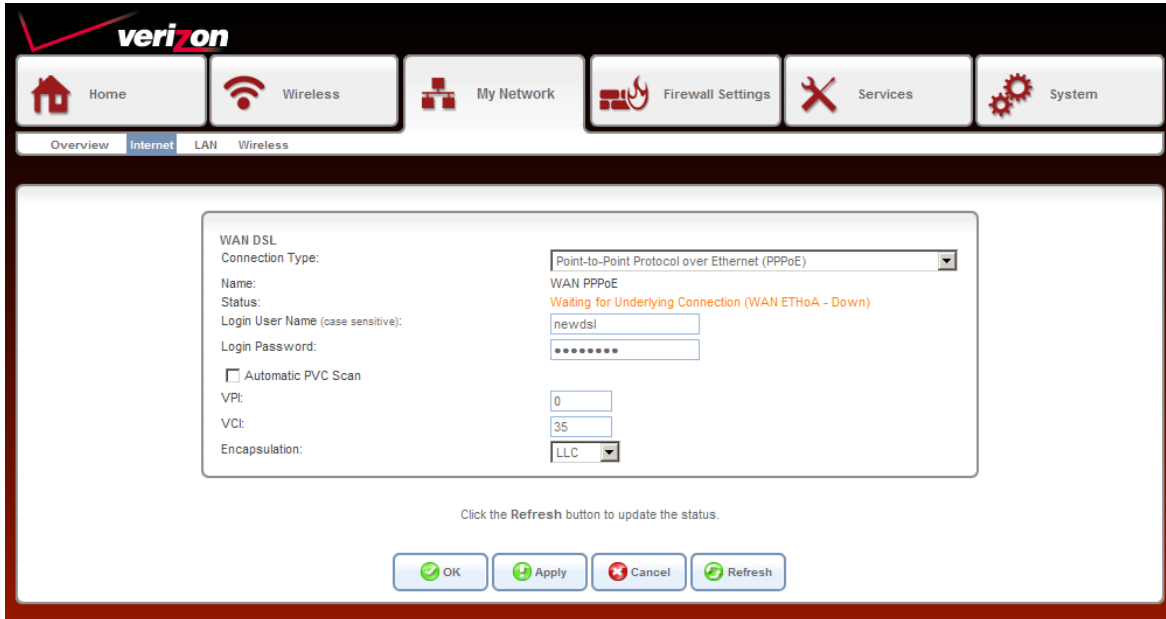 verizon
Home Wireless My Network Firewall Settings Services System
Overview Internet LAN Wireless
WAN DSL
Connection Type: Point-to-Point Protocol over Ethernet (PPPoE)
Name: WAN PPPoE
Status: Waiting for Underlying Connection (WAN ETHoA - Down)
Login User Name (case sensitive): newdsl
Login Password: ••••••••
Automatic PVC Scan
VPI: 0
VCI: 35
Encapsulation: LLC
Click the Refresh button to update the status.
OK Apply Cancel Refresh